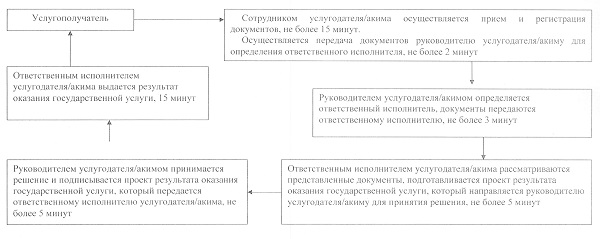 Услугополучатель
Сотрудником услугодателя/акима осуществляется прием и регистрация
документов, не более 15 минут.
Осуществляется передача документов руководителю услугодателя/акиму для
определения ответственного исполнителя, не более 2 минут
Руководителем услугодателя/акимом определяется
ответственный исполнитель, документы передаются
ответственному исполнителю, не более 3 минут
Ответственным исполнителем услугодателя/акима рассматриваются
представленные документы, подготавливается проект результата
оказания государственной услуги, который направляется руководителю
услугодателя/акиму для принятия решения, не более 5 минут
Руководителем услугодателя/акимом принимается
решение и подписывается проект результата оказания
государственной услуги, который передается
ответственному исполнителю услугодателя/акима, не
более 5 минут
Ответственным исполнителем
услугодателя/акима выдается результат
оказания государственной услуги, 15 минут